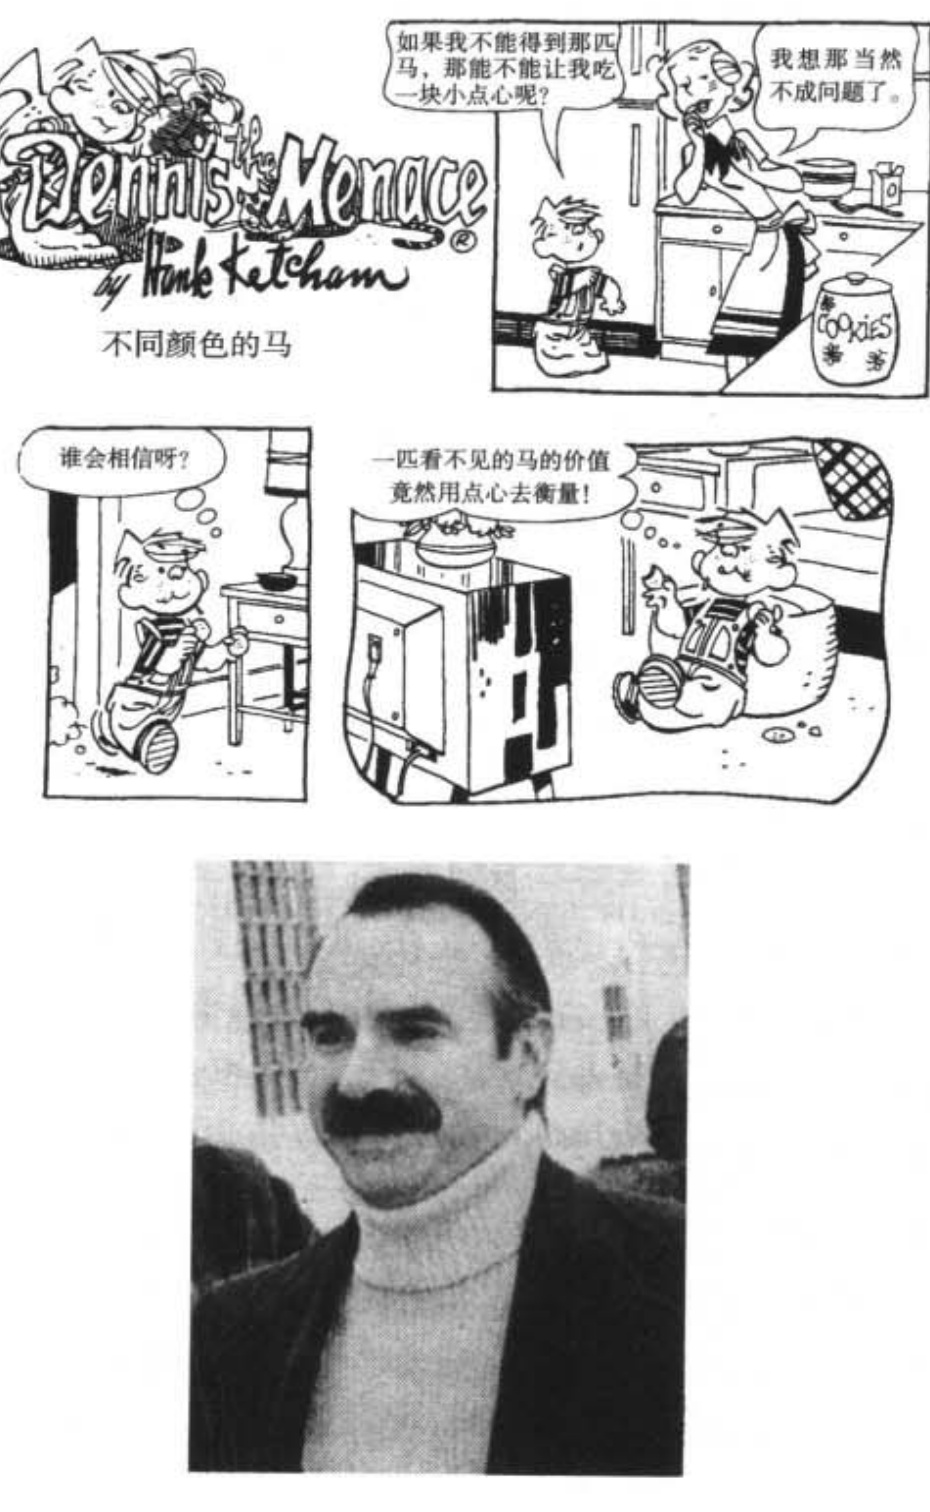 Dennis the Menace
®
by Hank Ketcham
不同颜色的马
如果我不能得到那匹
马，那能不能让我吃
一块小点心呢?
我想那当然
不成问题了。
COOKIES
谁会相信呀?
一匹看不见的马的价值
竟然用点心去衡量!